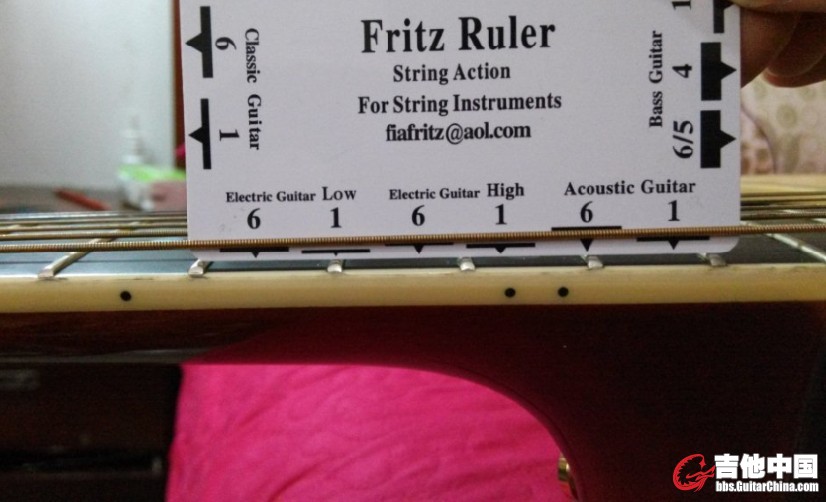 Fritz Ruler
String Action
For String Instruments
fiafritz@aol.com
Classic Guitar
6
1
Bass Guitar
1
4
6/5
Electric Guitar Low
6 1
Electric Guitar High
6 1
Acoustic Guitar
6 1
吉他中国
bbs.GuitarChina.com